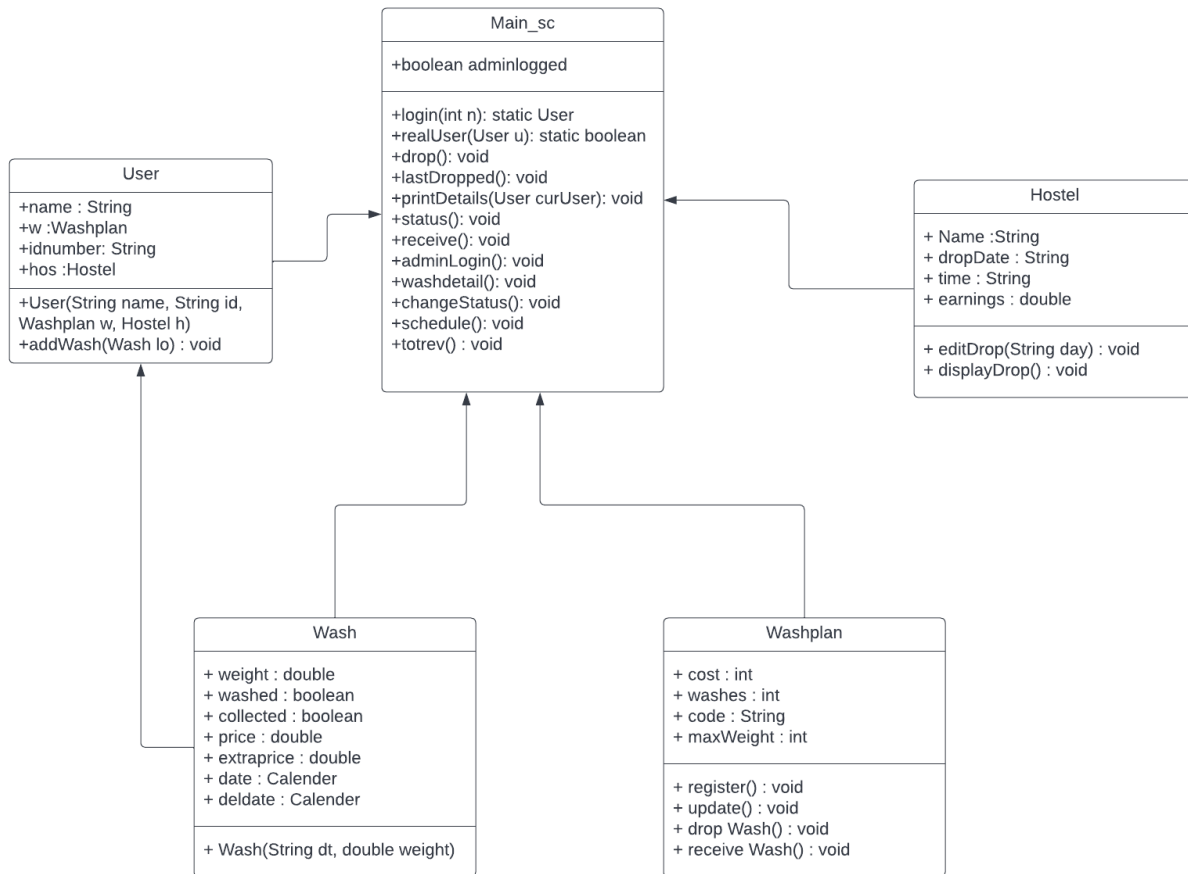 Main_sc
+boolean adminlogged
+login(int n): static User
+realUser(User u): static boolean
+drop(): void
+lastDropped(): void
+printDetails(User curUser): void
+status(): void
+receive(): void
+adminLogin(): void
+washdetail(): void
+changeStatus(): void
+schedule(): void
+totrev() : void
User
+name : String
+w :Washplan
+idnumber: String
+hos :Hostel
+User(String name, String id,
Washplan w, Hostel h)
+addWash(Wash lo) : void
Hostel
+ Name :String
+ dropDate : String
+ time : String
+ earnings : double
+ editDrop(String day) : void
+ displayDrop() : void
Wash
+ weight : double
+ washed : boolean
+ collected : boolean
+ price : double
+ extraprice : double
+ date : Calender
+ deldate : Calender
+ Wash(String dt, double weight)
Washplan
+ cost : int
+ washes : int
+ code : String
+ maxWeight : int
+ register() : void
+ update() : void
+ drop Wash() : void
+ receive Wash() : void